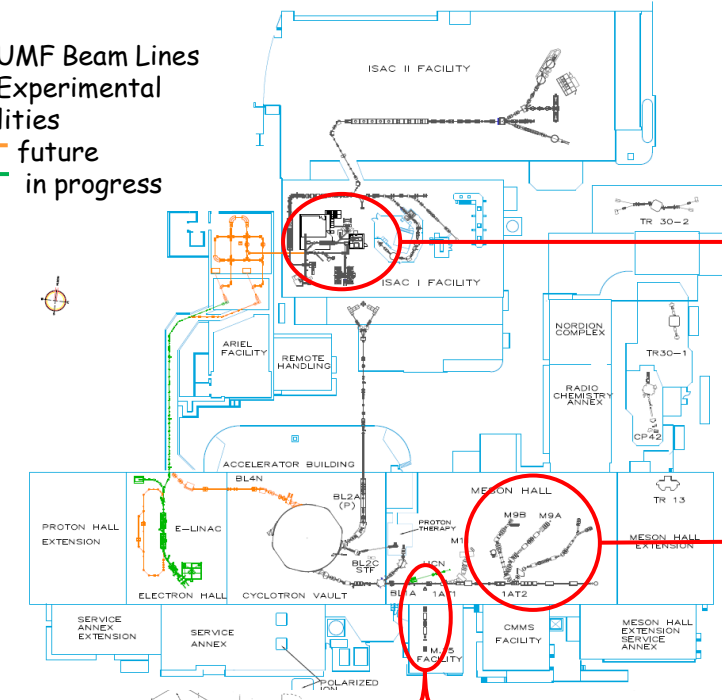 UMF Beam Lines
Experimental
lities
future
in progress
ISAC II FACILITY
TR 30-2
ISAC I FACILITY
NORDION
COMPLEX
ARIEL
FACILITY
REMOTE
HANDLING
TR30-1
RADIO
CHEMISTRY
ANNEX
CP42
ACCELERATOR BUILDING
BL4N
BL2A
(P)
MESON HALL
TR 13
PROTON HALL
EXTENSION
E-LINAC
PROTON
THERAPY
M9B
M9A
MESON HALL
EXTENSION
BL2C
STF
ELECTRON HALL
CYCLOTRON VAULT
BL1A
1AT1
1AT2
SERVICE
ANNEX
EXTENSION
SERVICE
ANNEX
FACILITY
CMMS
FACILITY
MESON HALL
EXTENSION
SERVICE
ANNEX
POLARIZED
ION